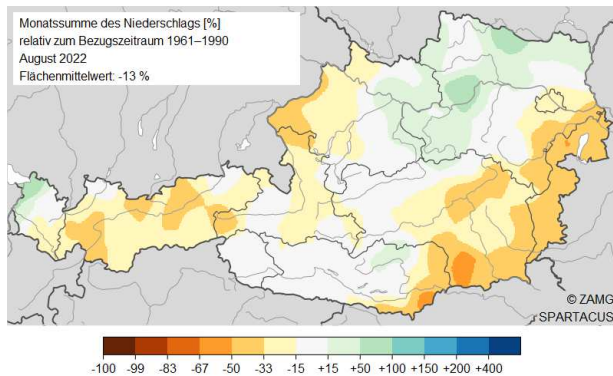 Monatssumme des Niederschlags [%]
relativ zum Bezugszeitraum 1961–1990
August 2022
Flächenmittelwert: -13 %
© ZAMG
SPARTACUS
-100 -99 -83 -67 -50 -33 -15 +15 +50 +100 +150 +200 +400